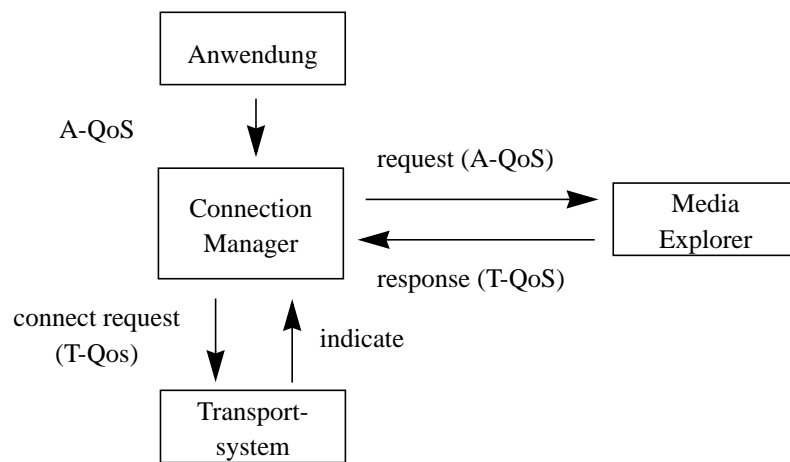 Anwendung
A-QoS
request (A-QoS)
Connection
Manager
Media
Explorer
response (T-QoS)
connect request
(T-Qos)
indicate
Transport-
system